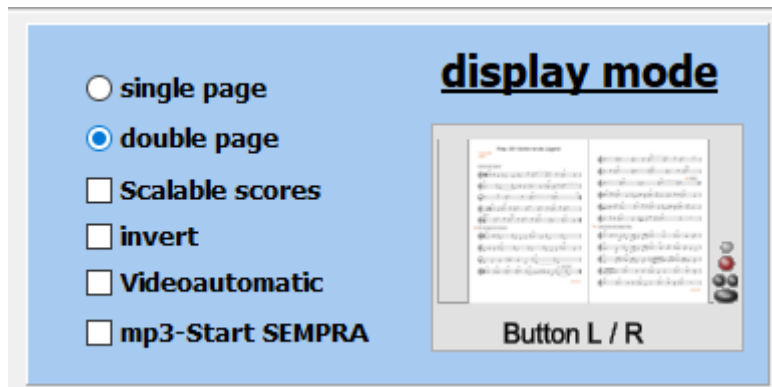 display mode
single page
double page
Scalable scores
invert
Videoautomatic
mp3-Start SEMPRA
Button L / R